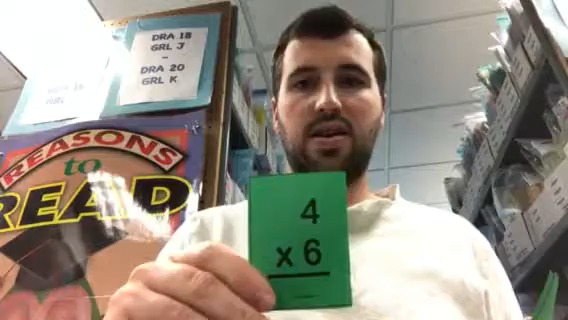 DRA 18
GRL J
-
DRA 20
GRL K
REASONS
to
READ
4
x 6